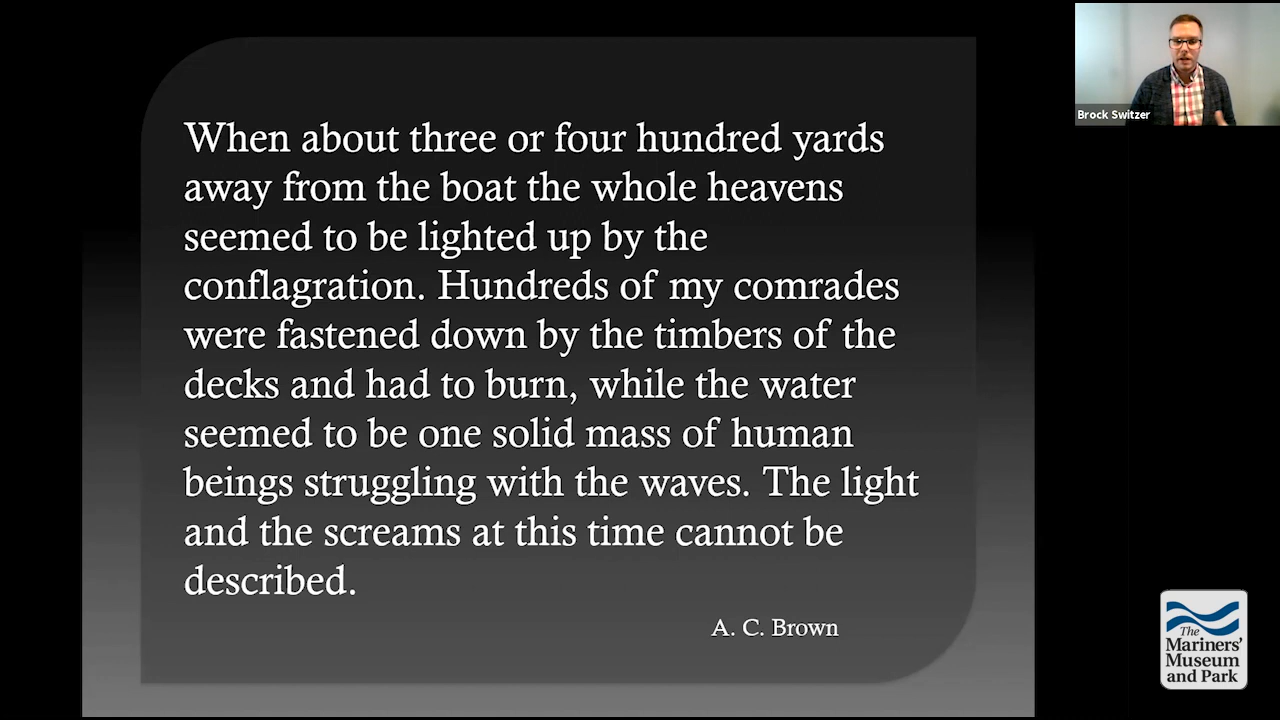 When about three or four hundred yards
away from the boat the whole heavens
seemed to be lighted up by the
conflagration. Hundreds of my comrades
were fastened down by the timbers of the
decks and had to burn, while the water
seemed to be one solid mass of human
beings struggling with the waves. The light
and the screams at this time cannot be
described.
A. C. Brown
Brock Switzer
The
Mariners'
Museum
and Park